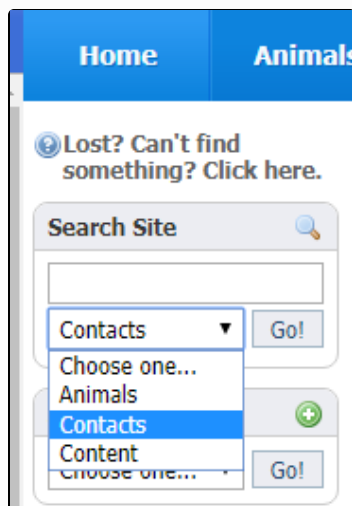 Home Animals
Lost? Can't find
something? Click here.
Search Site
Contacts Go!
Choose one...
Animals
Contacts
Content
Choose one... Go!